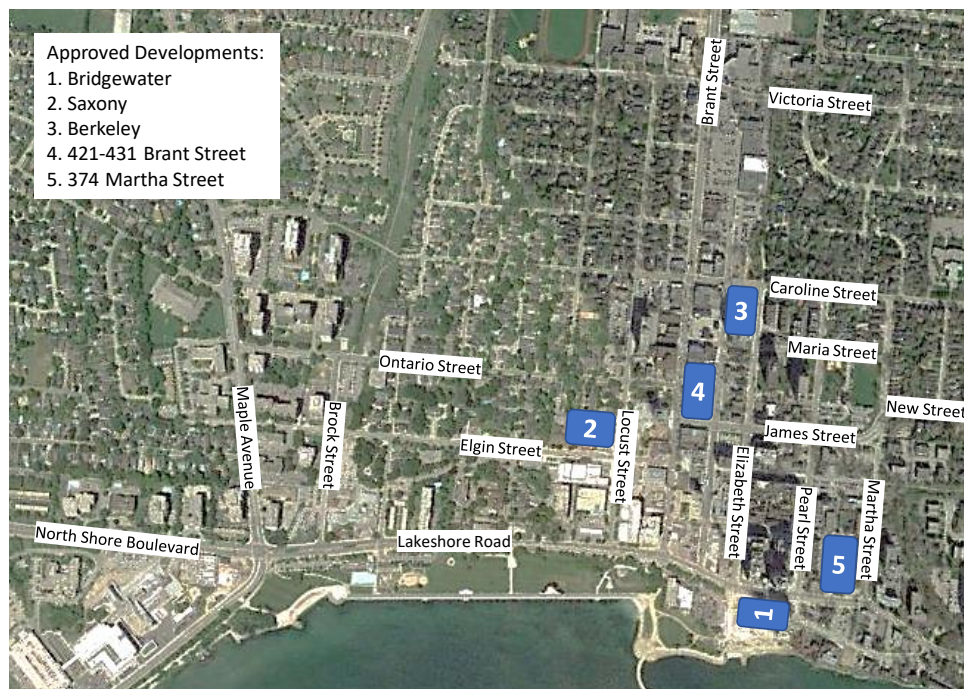 Approved Developments:
1. Bridgewater
2. Saxony
3. Berkeley
4. 421-431 Brant Street
5. 374 Martha Street
Brant Street
Victoria Street
Caroline Street
3
Maria Street
Ontario Street
4
Maple Avenue
Brock Street
New Street
2
Locust Street
James Street
Elgin Street
Elizabeth Street
Pearl Street
Martha Street
North Shore Boulevard
Lakeshore Road
5
1